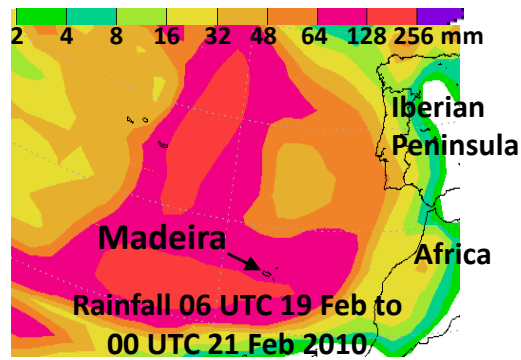 2 4 8 16 32 48 64 128 256 mm
Iberian
Peninsula
Madeira
Africa
Rainfall 06 UTC 19 Feb to
00 UTC 21 Feb 2010